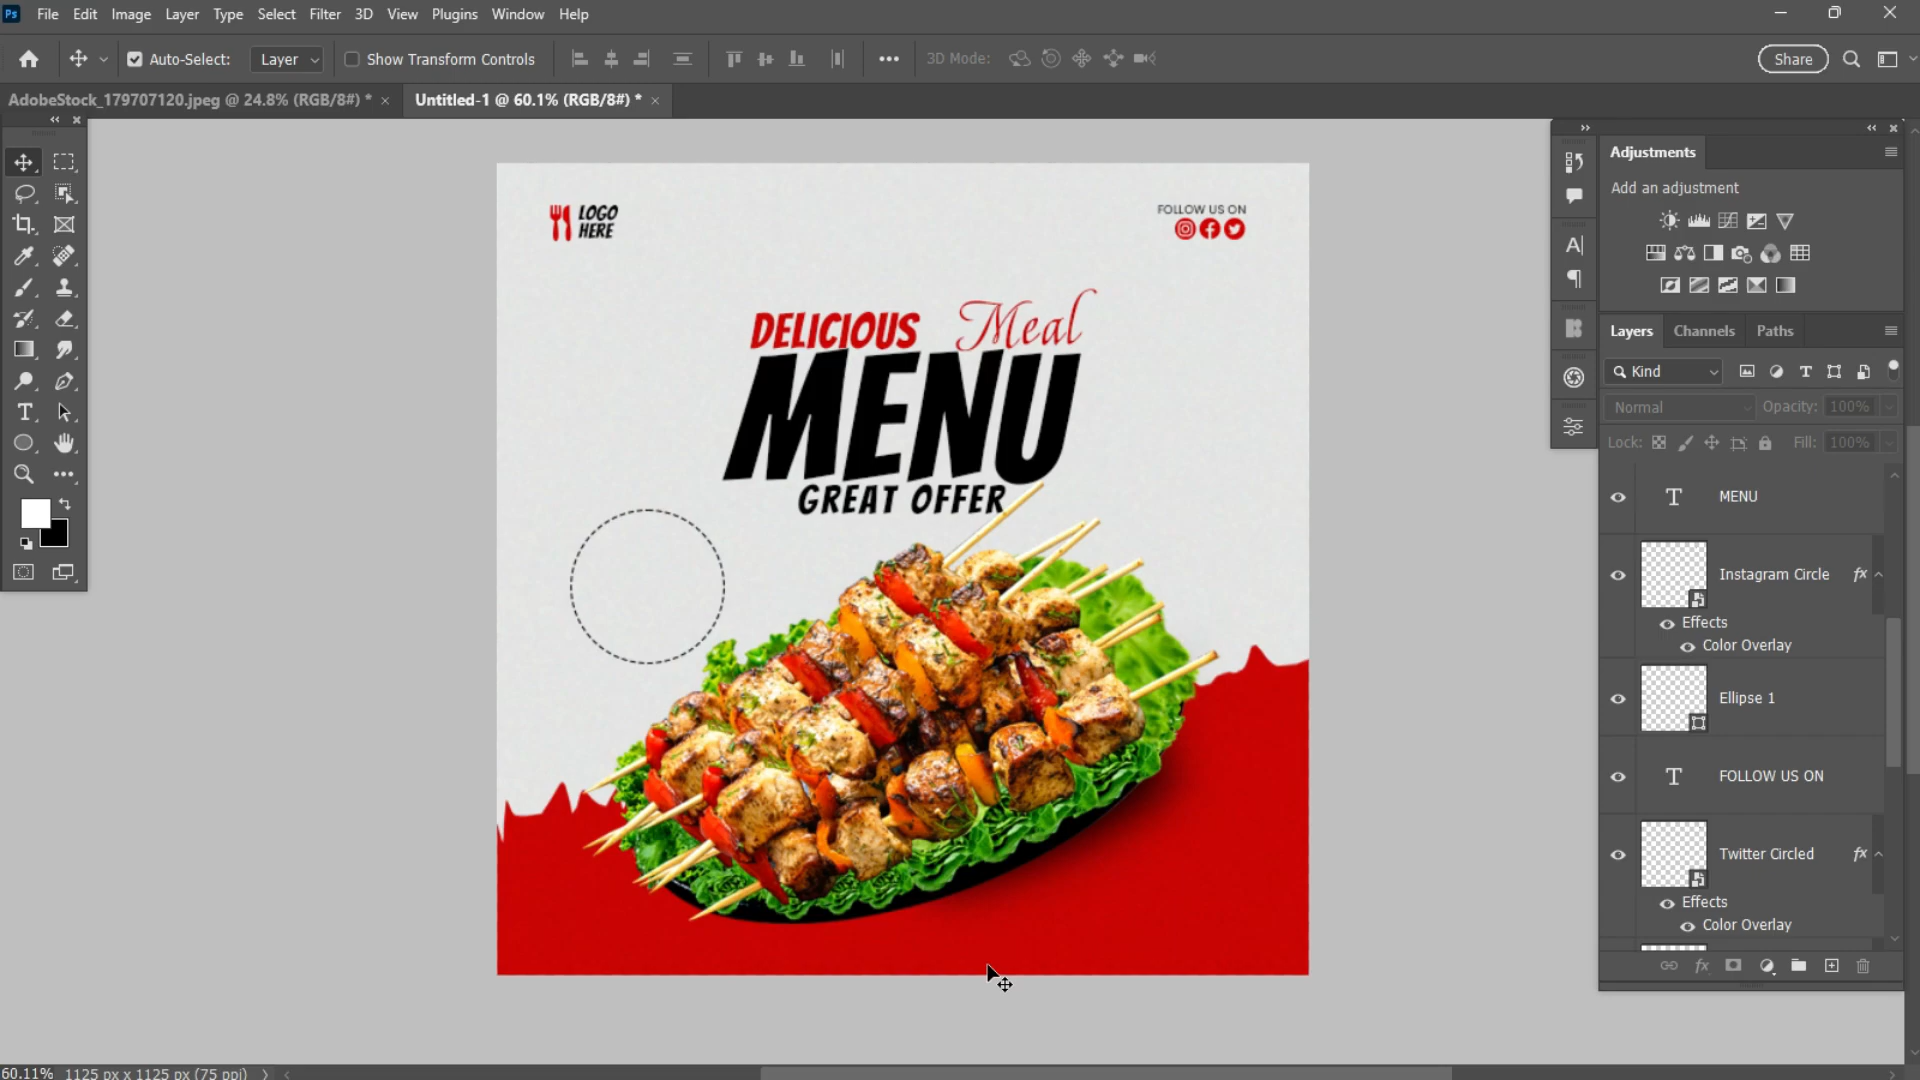 Ps File Edit Image Layer Type Select Filter 3D View Plugins Window Help
Auto-Select: Layer Show Transform Controls 3D Mode: Share
AdobeStock_179707120.jpeg @ 24.8% (RGB/8#) * × Untitled-1 @ 60.1% (RGB/8#) * ×
LOGO
HERE
FOLLOW US ON
DELICIOUS Meal
MENU
GREAT OFFER
Adjustments
Add an adjustment
Layers Channels Paths
Kind
Normal Opacity: 100%
Lock: Fill: 100%
MENU
Instagram Circle fx
Effects
Color Overlay
Ellipse 1
FOLLOW US ON
Twitter Circled fx
Effects
Color Overlay
fx
60.11% 1125 px x 1125 px (75 ppi)